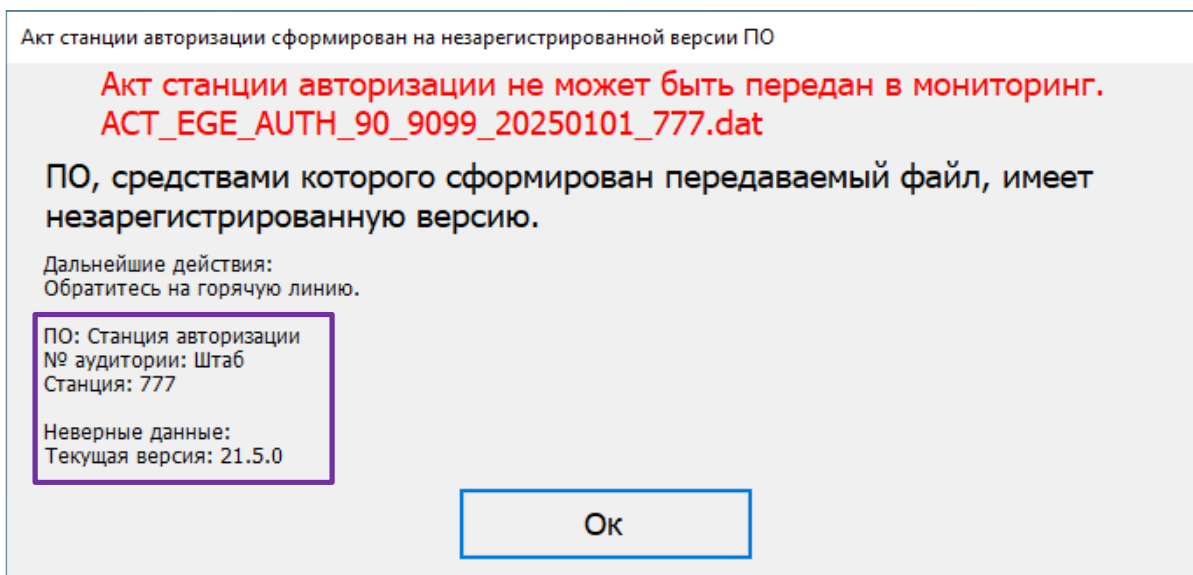 Акт станции авторизации сформирован на незарегистрированной версии ПО
Акт станции авторизации не может быть передан в мониторинг.
ACT_EGE_AUTH_90_9099_20250101_777.dat
ПО, средствами которого сформирован передаваемый файл, имеет
незарегистрированную версию.
Дальнейшие действия:
Обратитесь на горячую линию.
ПО: Станция авторизации
№ аудитории: Штаб
Станция: 777
Неверные данные:
Текущая версия: 21.5.0
Ок